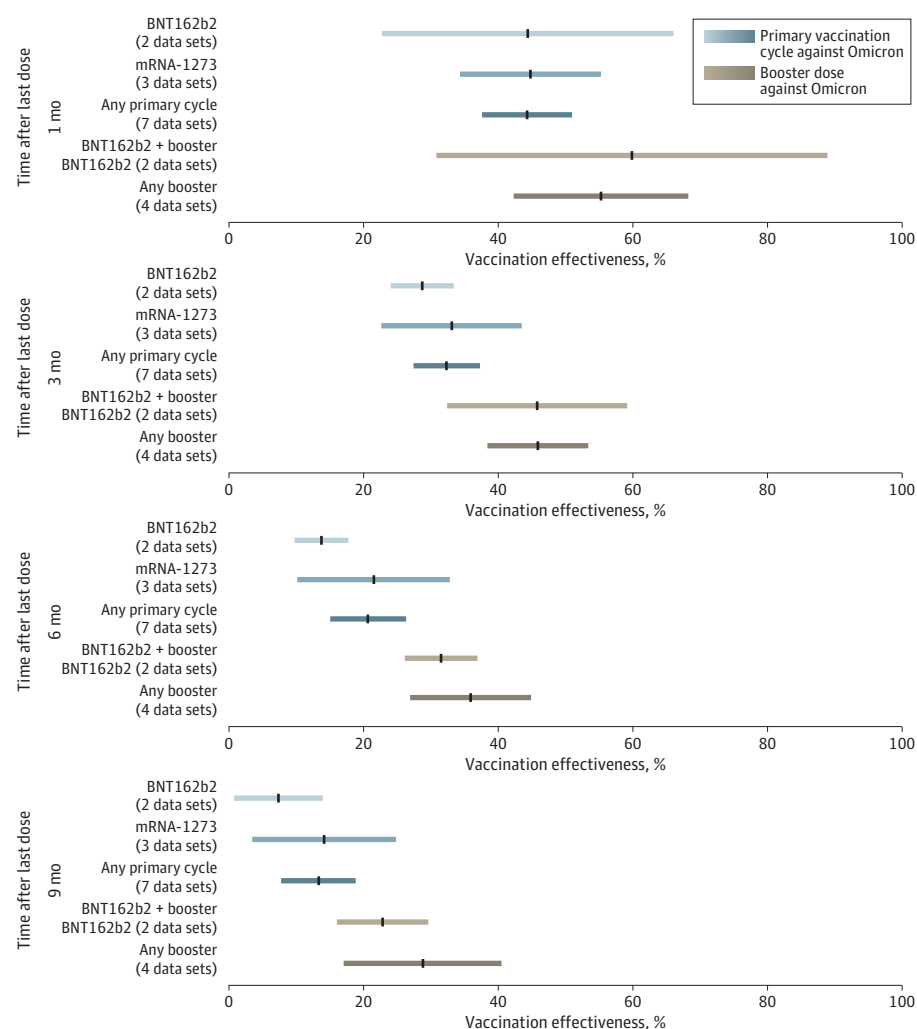 Primary vaccination
cycle against Omicron
Booster dose
against Omicron
Time after last dose
1 mo
BNT162b2
(2 data sets)
mRNA-1273
(3 data sets)
Any primary cycle
(7 data sets)
BNT162b2 + booster
BNT162b2 (2 data sets)
Any booster
(4 data sets)
0 20 40 60 80 100
Vaccination effectiveness, %
Time after last dose
3 mo
BNT162b2
(2 data sets)
mRNA-1273
(3 data sets)
Any primary cycle
(7 data sets)
BNT162b2 + booster
BNT162b2 (2 data sets)
Any booster
(4 data sets)
0 20 40 60 80 100
Vaccination effectiveness, %
Time after last dose
6 mo
BNT162b2
(2 data sets)
mRNA-1273
(3 data sets)
Any primary cycle
(7 data sets)
BNT162b2 + booster
BNT162b2 (2 data sets)
Any booster
(4 data sets)
0 20 40 60 80 100
Vaccination effectiveness, %
Time after last dose
9 mo
BNT162b2
(2 data sets)
mRNA-1273
(3 data sets)
Any primary cycle
(7 data sets)
BNT162b2 + booster
BNT162b2 (2 data sets)
Any booster
(4 data sets)
0 20 40 60 80 100
Vaccination effectiveness, %